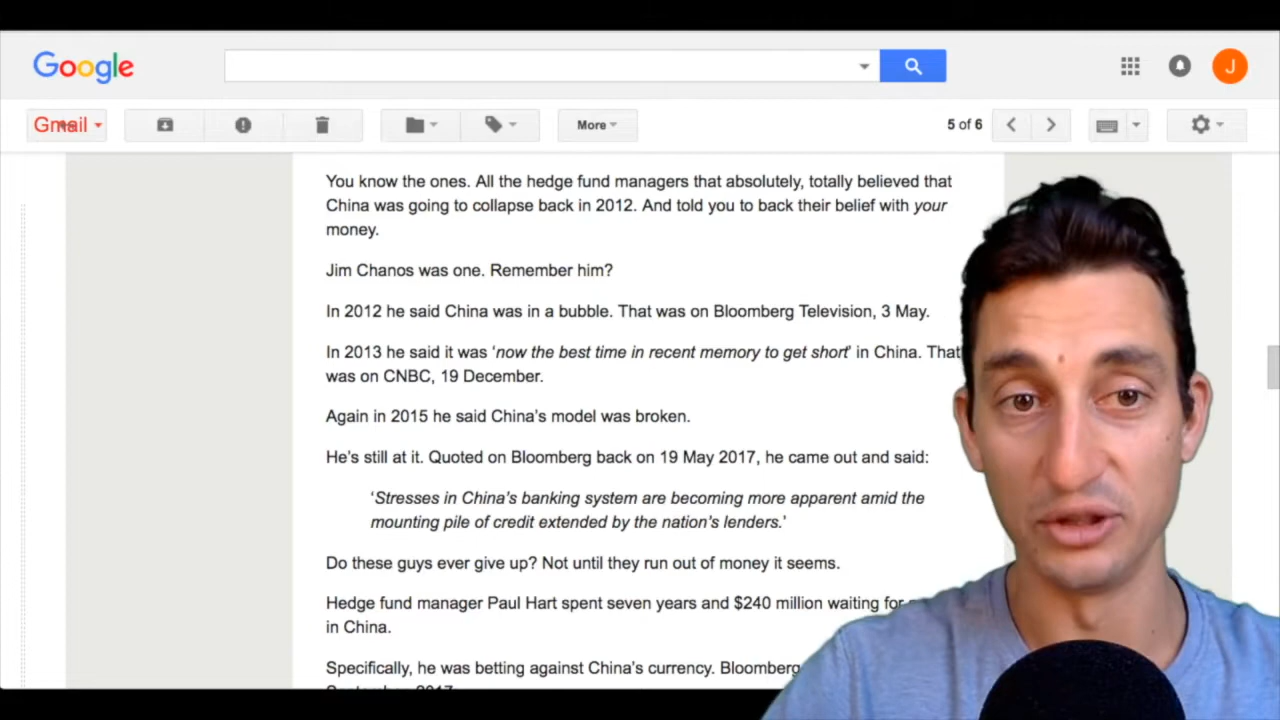 Google
J
Gmail
More
5 of 6
You know the ones. All the hedge fund managers that absolutely, totally believed that
China was going to collapse back in 2012. And told you to back their belief with your
money.
Jim Chanos was one. Remember him?
In 2012 he said China was in a bubble. That was on Bloomberg Television, 3 May.
In 2013 he said it was ‘now the best time in recent memory to get short’ in China. That
was on CNBC, 19 December.
Again in 2015 he said China’s model was broken.
He’s still at it. Quoted on Bloomberg back on 19 May 2017, he came out and said:
‘Stresses in China’s banking system are becoming more apparent amid the
mounting pile of credit extended by the nation’s lenders.’
Do these guys ever give up? Not until they run out of money it seems.
Hedge fund manager Paul Hart spent seven years and $240 million waiting for
in China.
Specifically, he was betting against China’s currency. Bloomberg